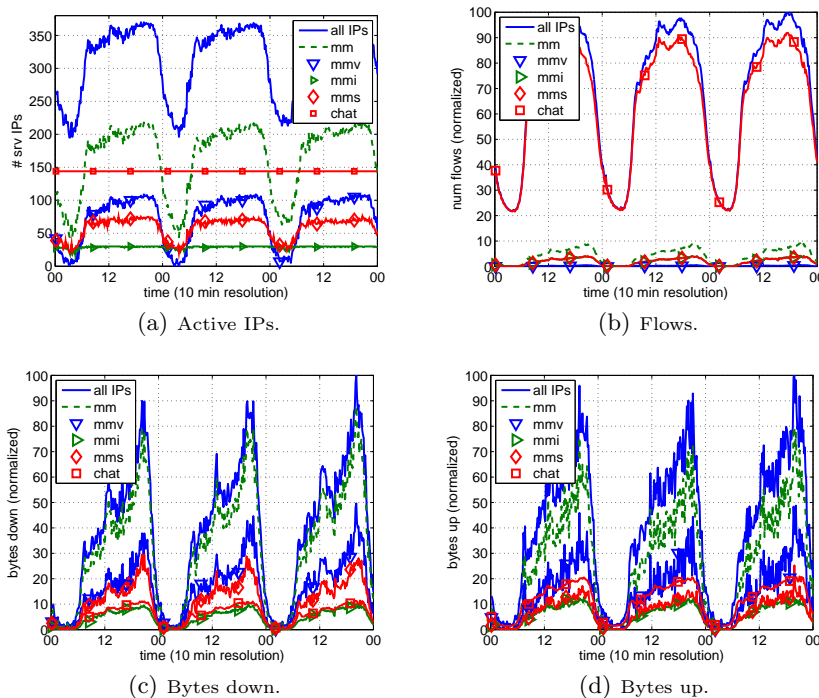 350
300
250
200
150
100
50
0
# srv IPs
all IPs
mm
mmv
mmi
mms
chat
00 12 00 12 00 12 00
time (10 min resolution)
(a) Active IPs.
100
90
80
70
60
50
40
30
20
10
0
num flows (normalized)
all IPs
mm
mmv
mmi
mms
chat
00 12 00 12 00 12 00
time (10 min resolution)
(b) Flows.
100
90
80
70
60
50
40
30
20
10
0
bytes down (normalized)
all IPs
mm
mmv
mmi
mms
chat
00 12 00 12 00 12 00
time (10 min resolution)
(c) Bytes down.
100
90
80
70
60
50
40
30
20
10
0
bytes up (normalized)
all IPs
mm
mmv
mmi
mms
chat
00 12 00 12 00 12 00
time (10 min resolution)
(d) Bytes up.